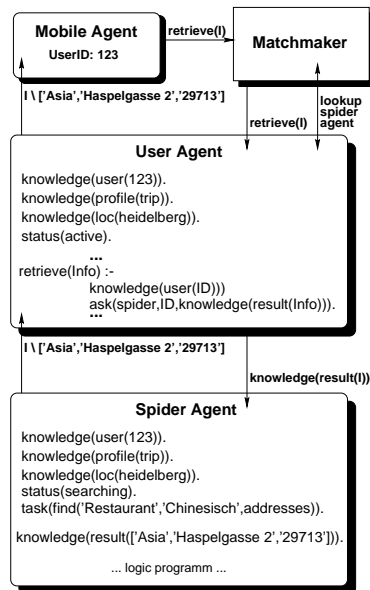 Mobile Agent
UserID: 123
retrieve(I)
Matchmaker
I \ ['Asia','Haspelgasse 2','29713']
retrieve(I)
lookup
spider
agent
User Agent
knowledge(user(123)).
knowledge(profile(trip)).
knowledge(loc(heidelberg)).
status(active).
...
retrieve(Info) :-
knowledge(user(ID)))
ask(spider,ID,knowledge(result(Info))).
...
I \ ['Asia','Haspelgasse 2','29713']
knowledge(result(I))
Spider Agent
knowledge(user(123)).
knowledge(profile(trip)).
knowledge(loc(heidelberg)).
status(searching).
task(find('Restaurant','Chinesisch',addresses)).
knowledge(result(['Asia','Haspelgasse 2','29713'])).
... logic programm ...